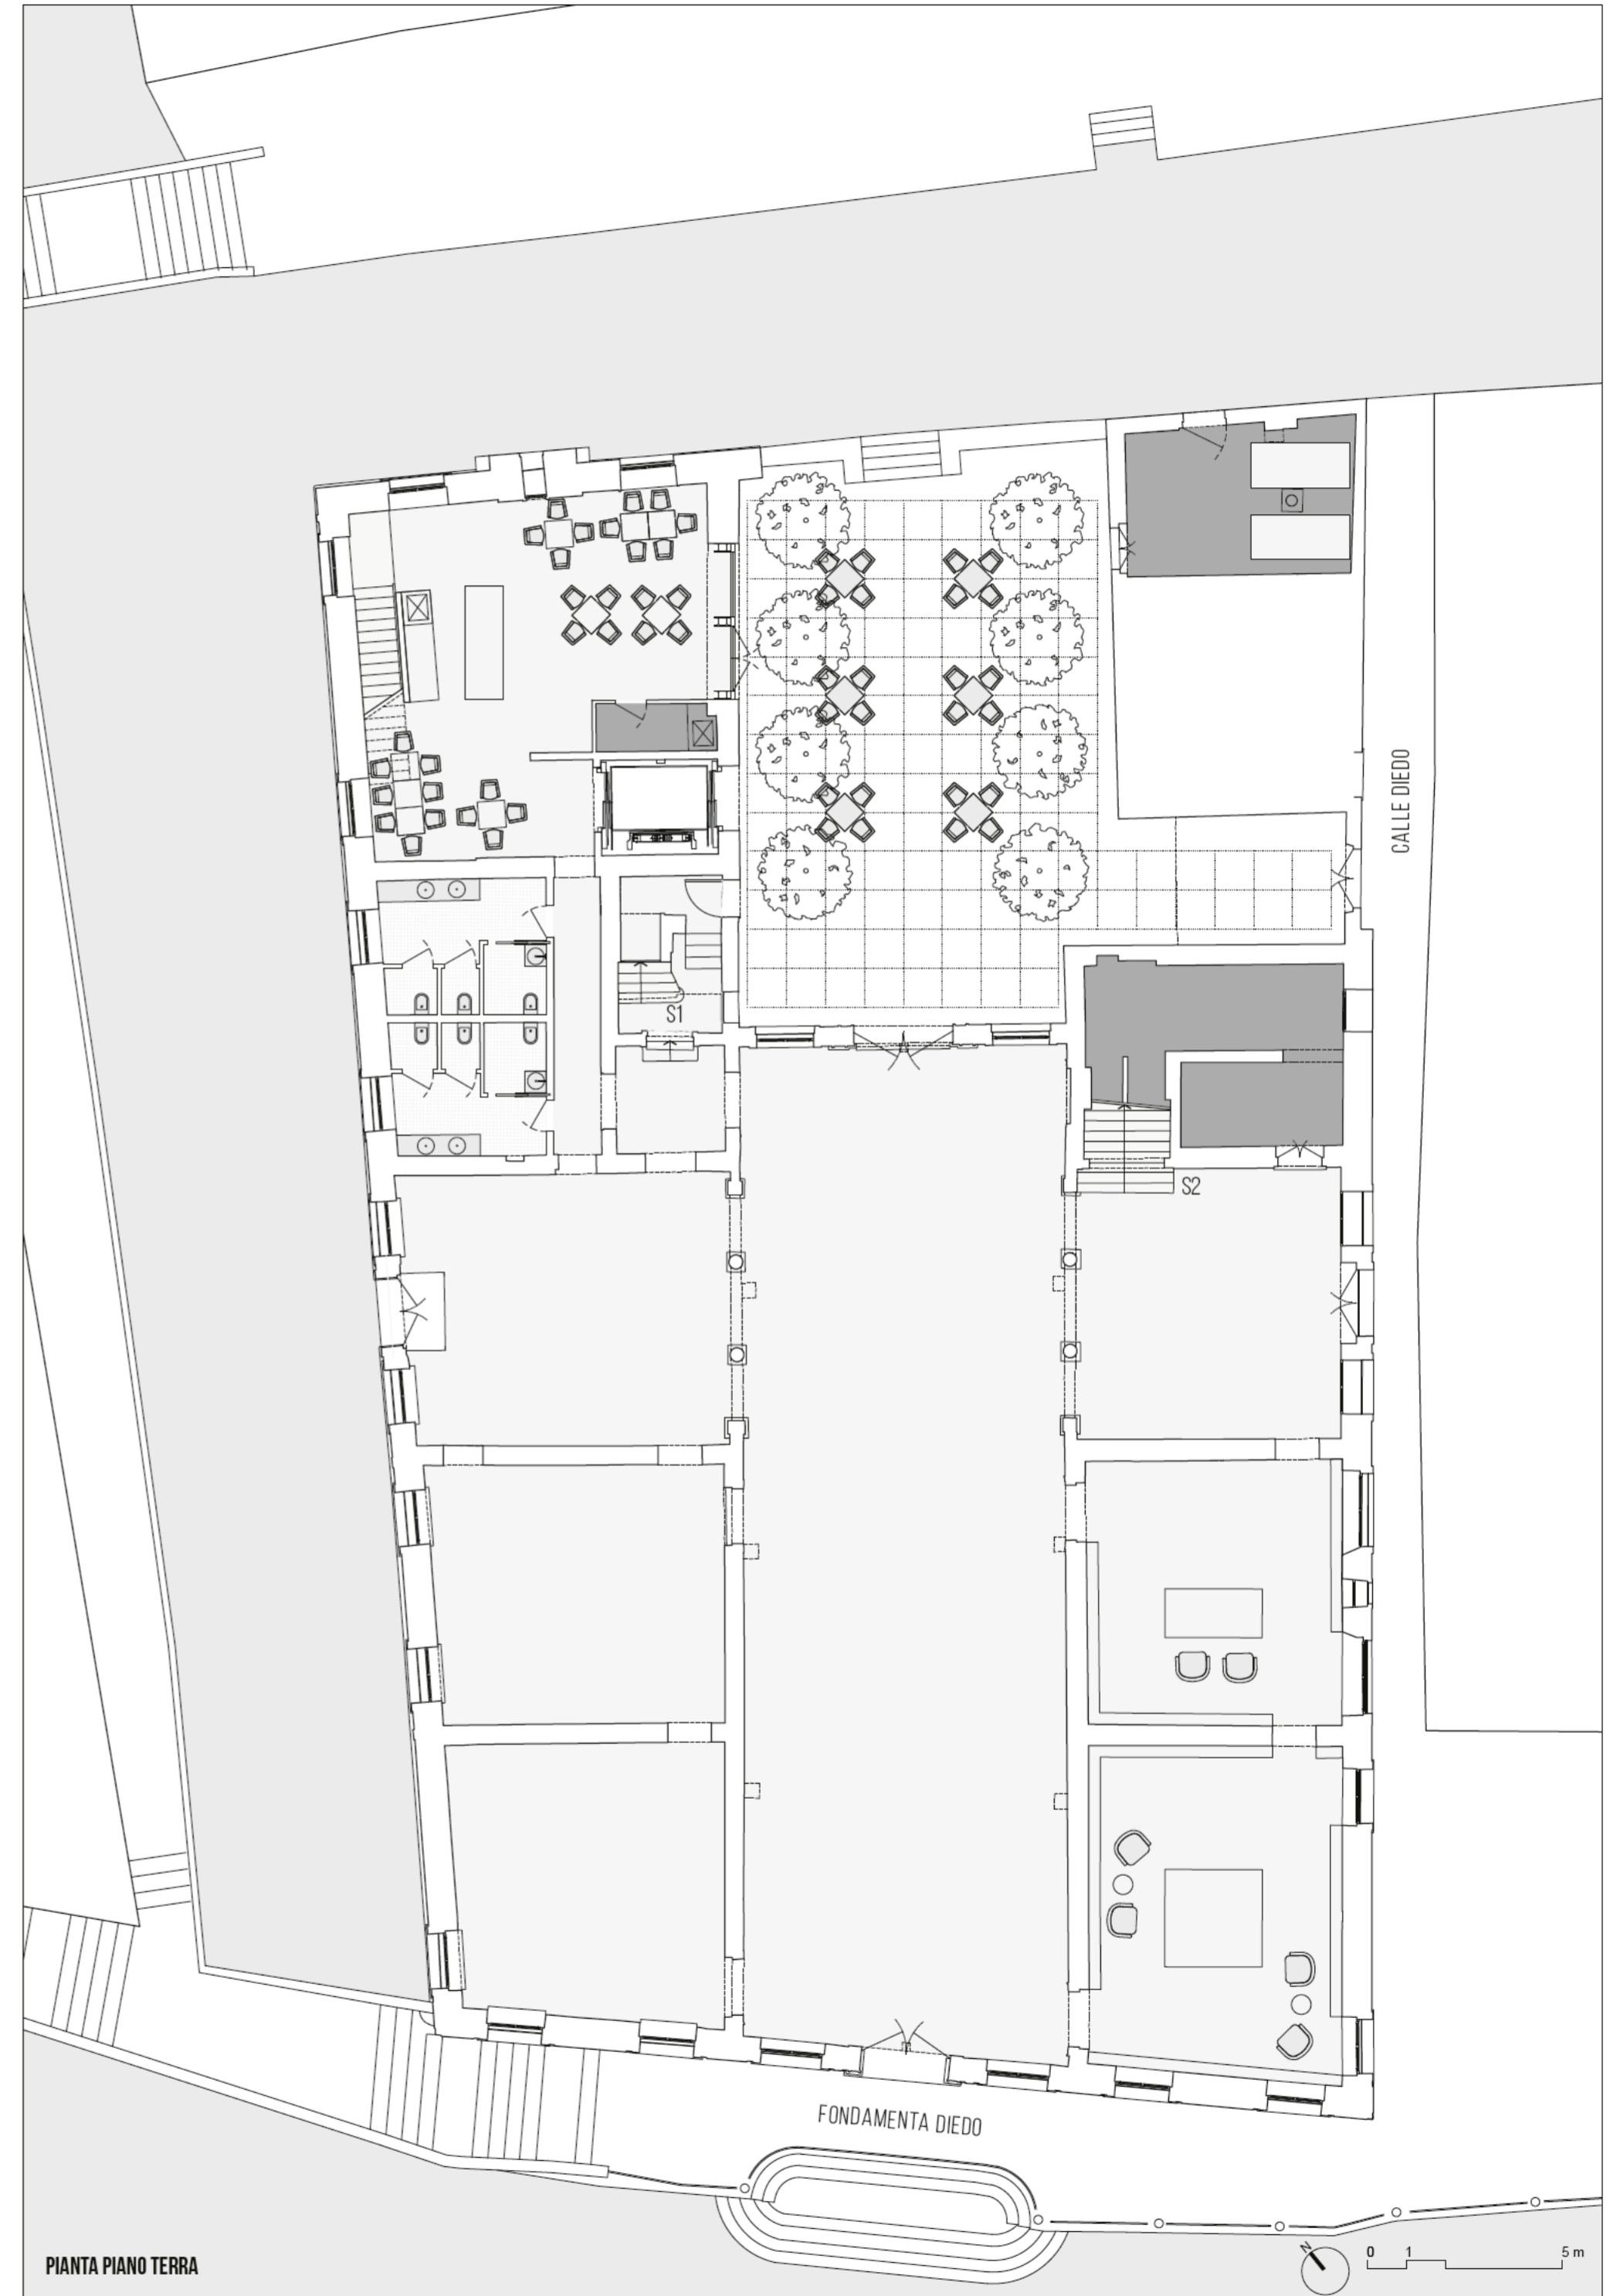 CALLE DIEDO
S1
S2
FONDAMENTA DIEDO
PIANTA PIANO TERRA
N
0 1 5 m